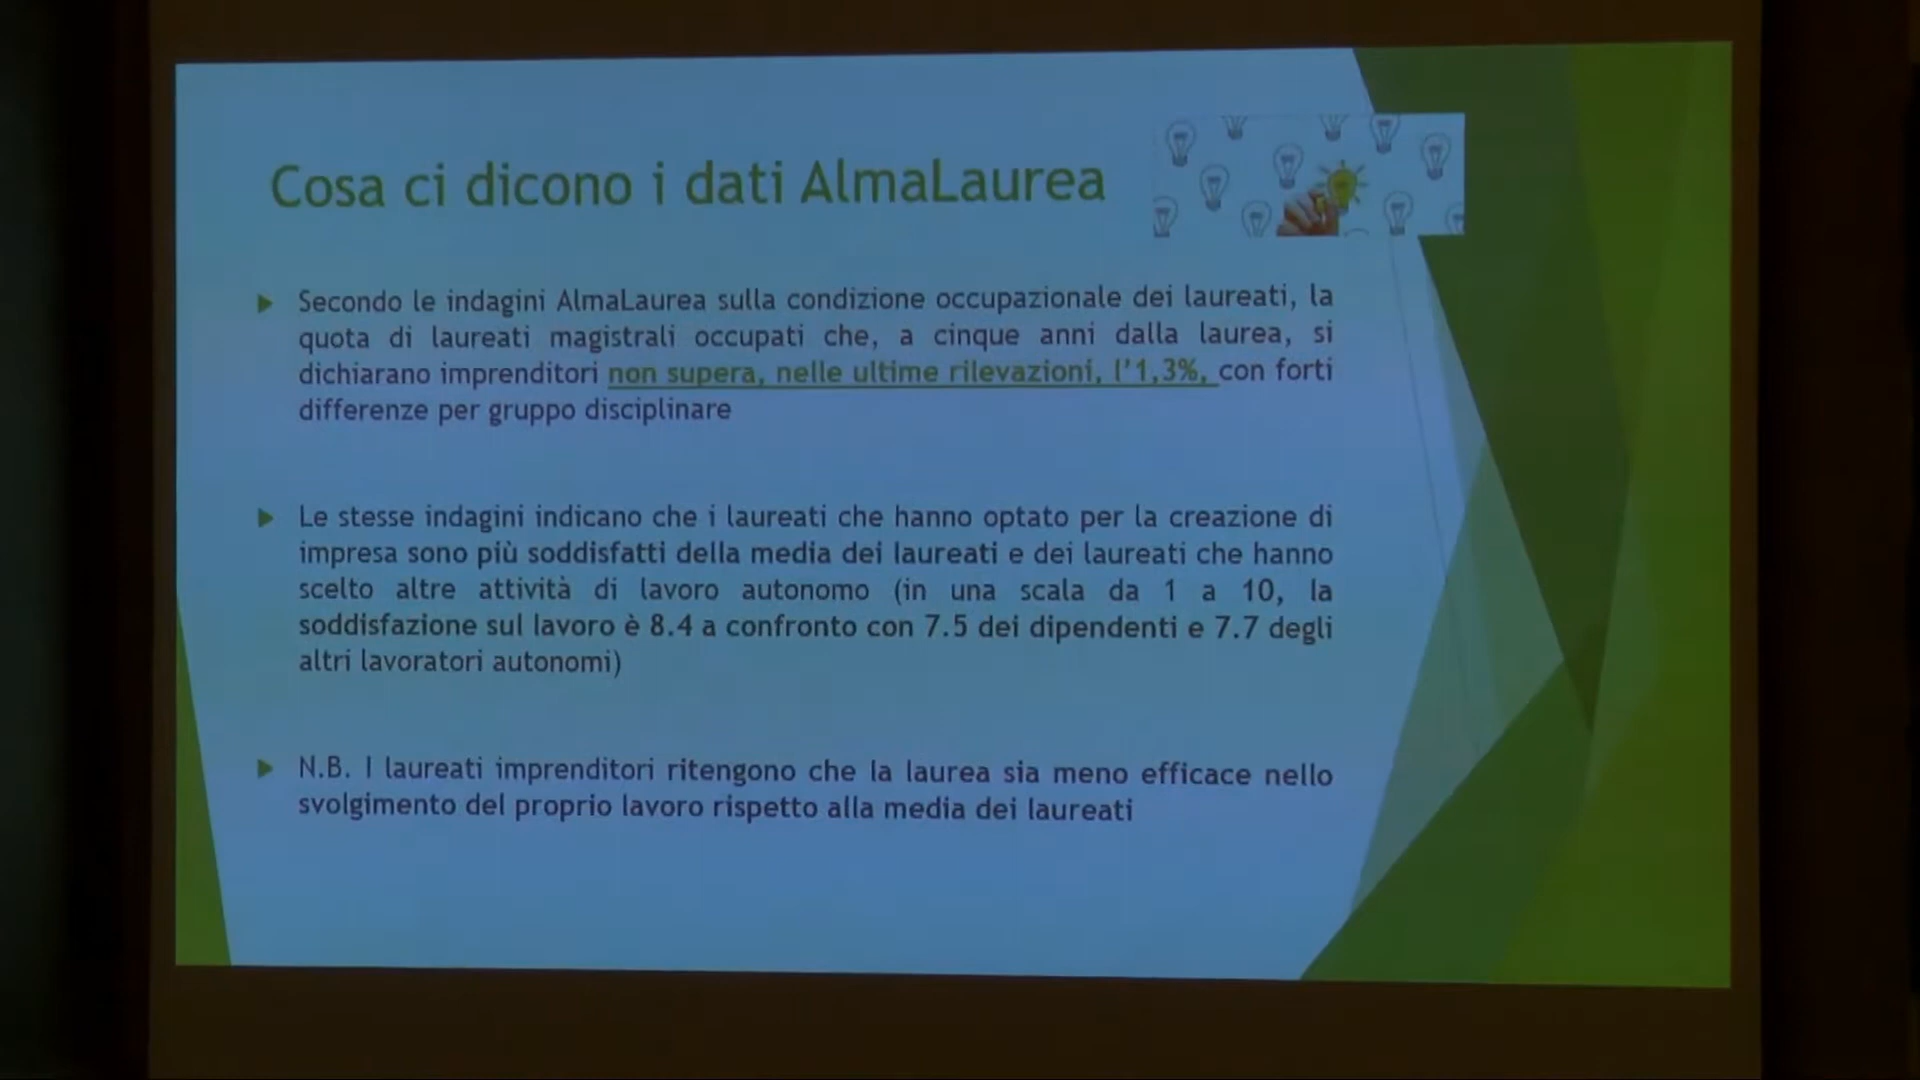 Cosa ci dicono i dati AlmaLaurea
Secondo le indagini AlmaLaurea sulla condizione occupazionale dei laureati, la
quota di laureati magistrali occupati che, a cinque anni dalla laurea, si
dichiarano imprenditori non supera, nelle ultime rilevazioni, l'1,3%, con forti
differenze per gruppo disciplinare
Le stesse indagini indicano che i laureati che hanno optato per la creazione di
impresa sono più soddisfatti della media dei laureati e dei laureati che hanno
scelto altre attività di lavoro autonomo (in una scala da 1 a 10, la
soddisfazione sul lavoro è 8.4 a confronto con 7.5 dei dipendenti e 7.7 degli
altri lavoratori autonomi)
N.B. I laureati imprenditori ritengono che la laurea sia meno efficace nello
svolgimento del proprio lavoro rispetto alla media dei laureati